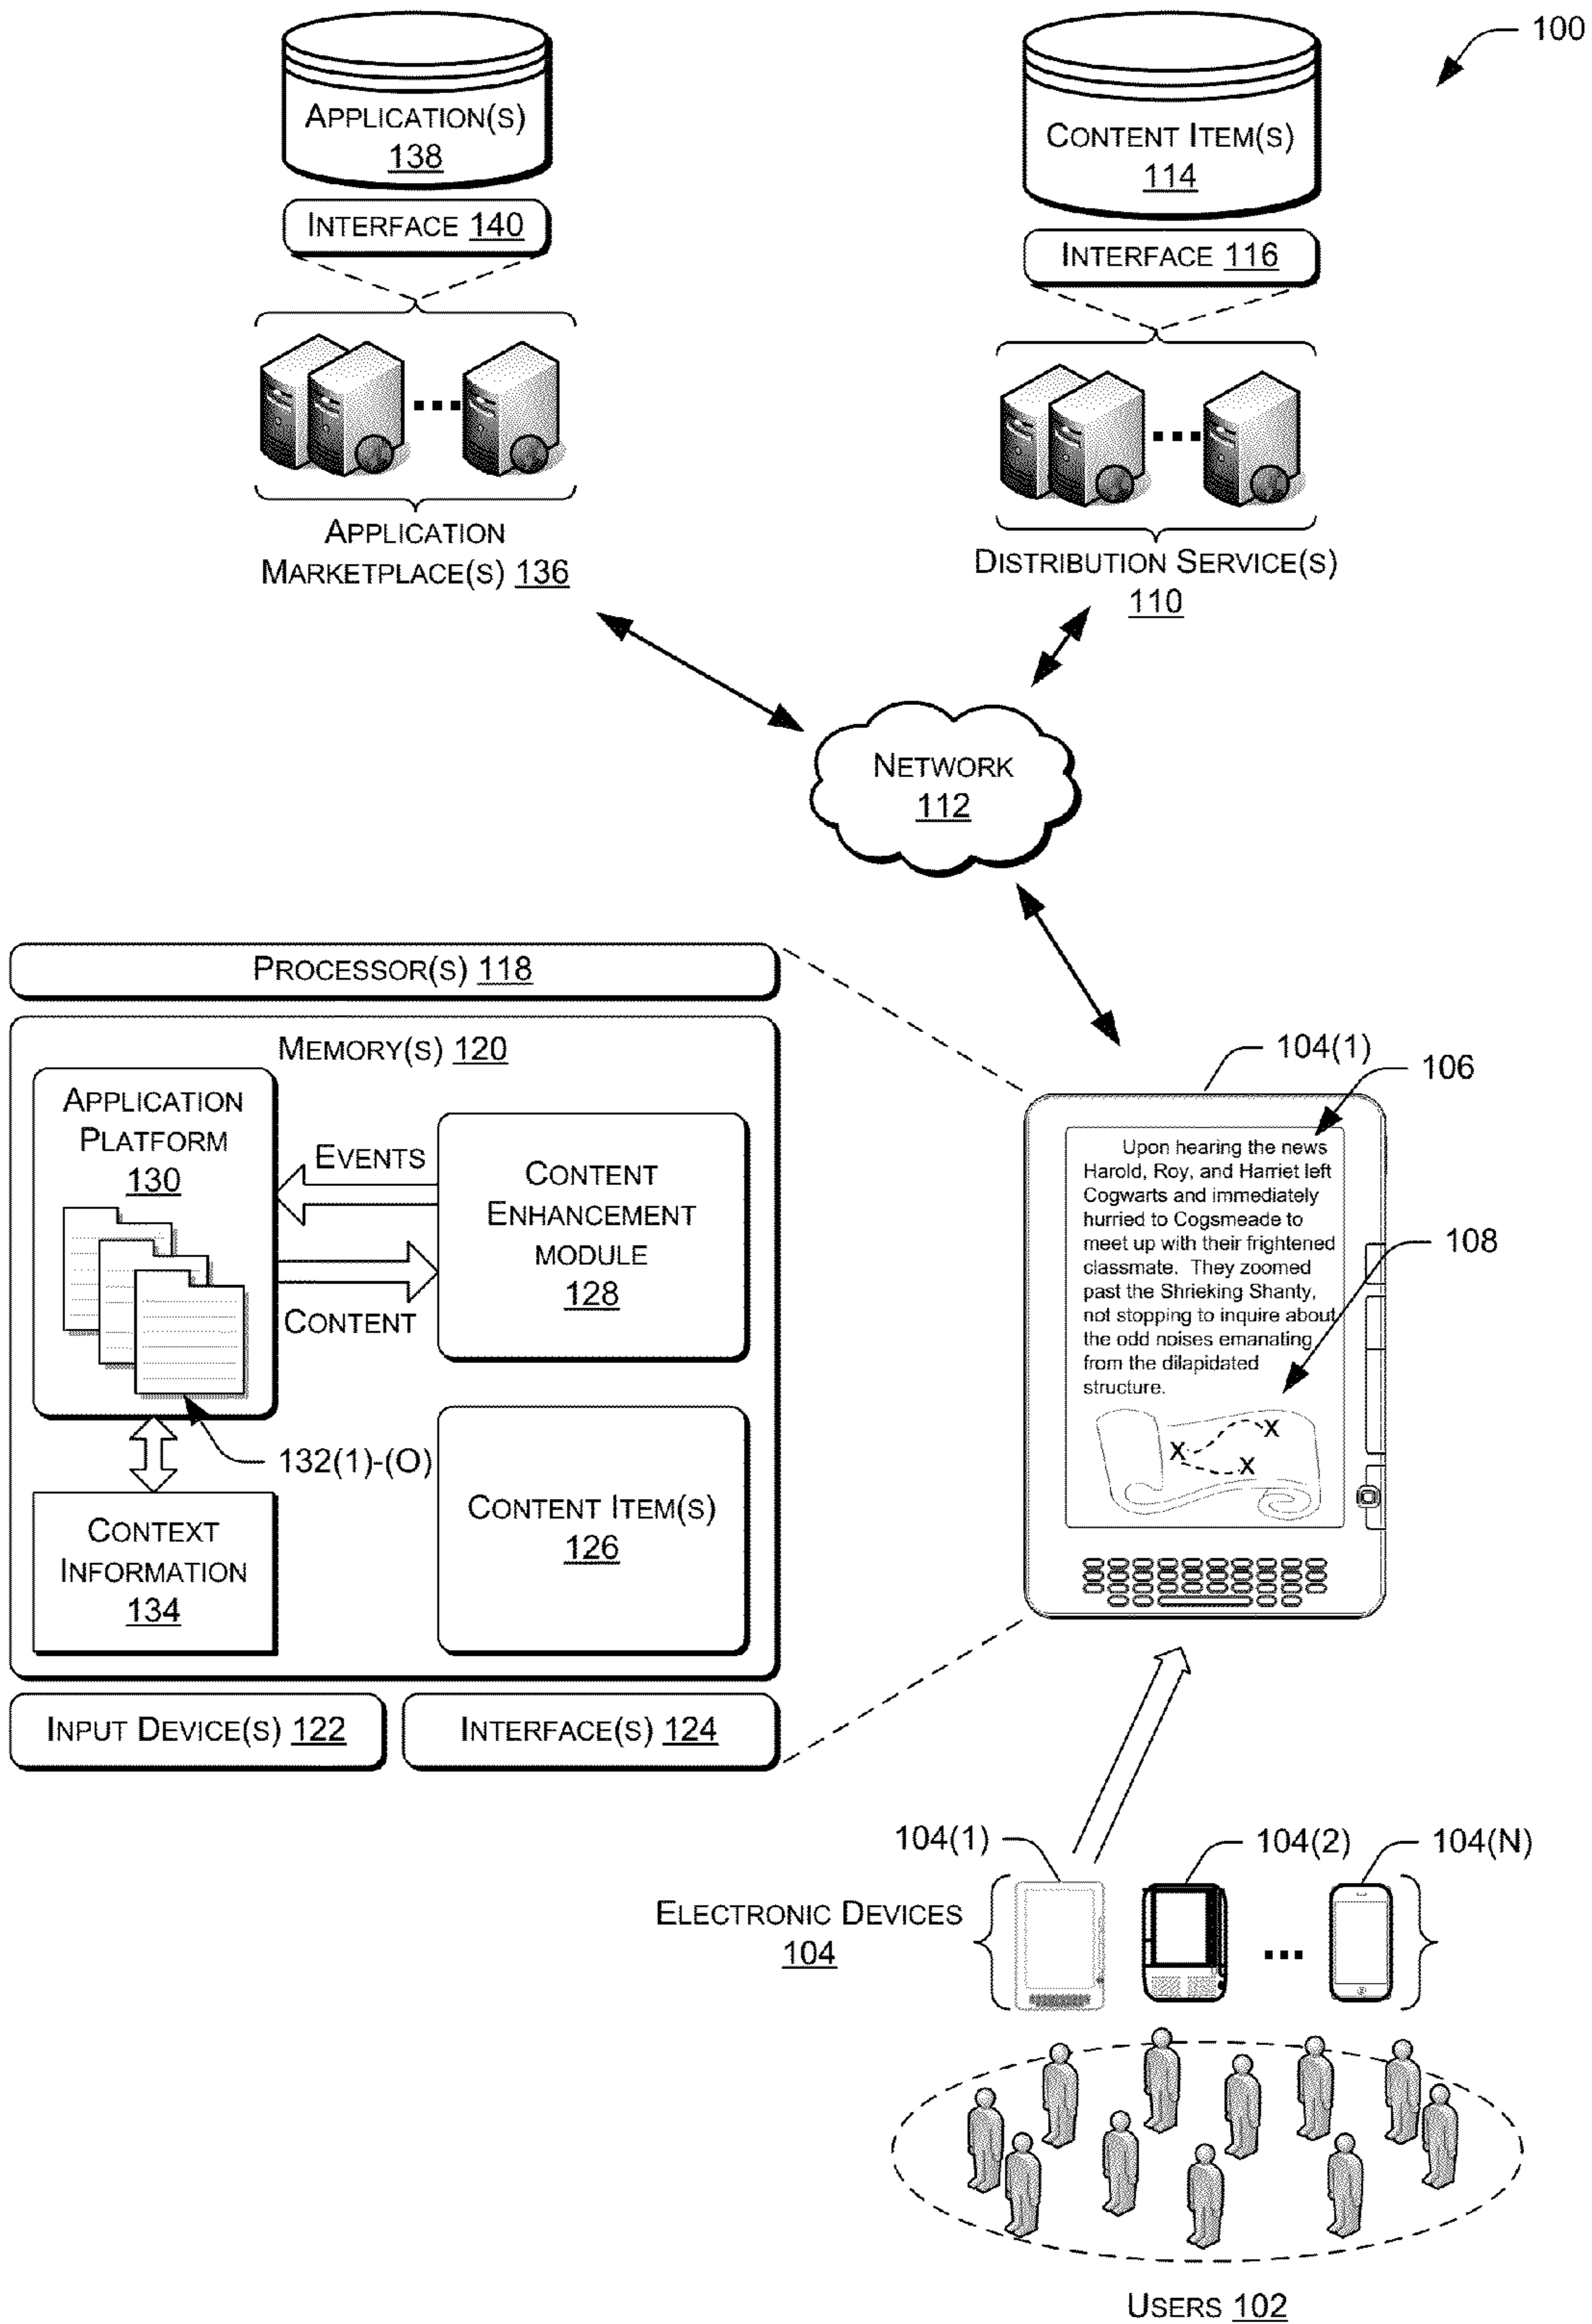 100
APPLICATION(S)
138
INTERFACE 140
APPLICATION
MARKETPLACE(S) 136
CONTENT ITEM(S)
114
INTERFACE 116
DISTRIBUTION SERVICE(S)
110
NETWORK
112
PROCESSOR(S) 118
MEMORY(S) 120
APPLICATION
PLATFORM
130
EVENTS
CONTENT
CONTENT
ENHANCEMENT
MODULE
128
132(1)-(O)
CONTEXT
INFORMATION
134
CONTENT ITEM(S)
126
INPUT DEVICE(S) 122
INTERFACE(S) 124
104(1)
106
Upon hearing the news
Harold, Roy, and Harriet left
Cogwarts and immediately
hurried to Cogsmeade to
meet up with their frightened
classmate. They zoomed
past the Shrieking Shanty,
not stopping to inquire about
the odd noises emanating
from the dilapidated
structure.
108
X X
X
104(1)
104(2)
104(N)
ELECTRONIC DEVICES
104
USERS 102